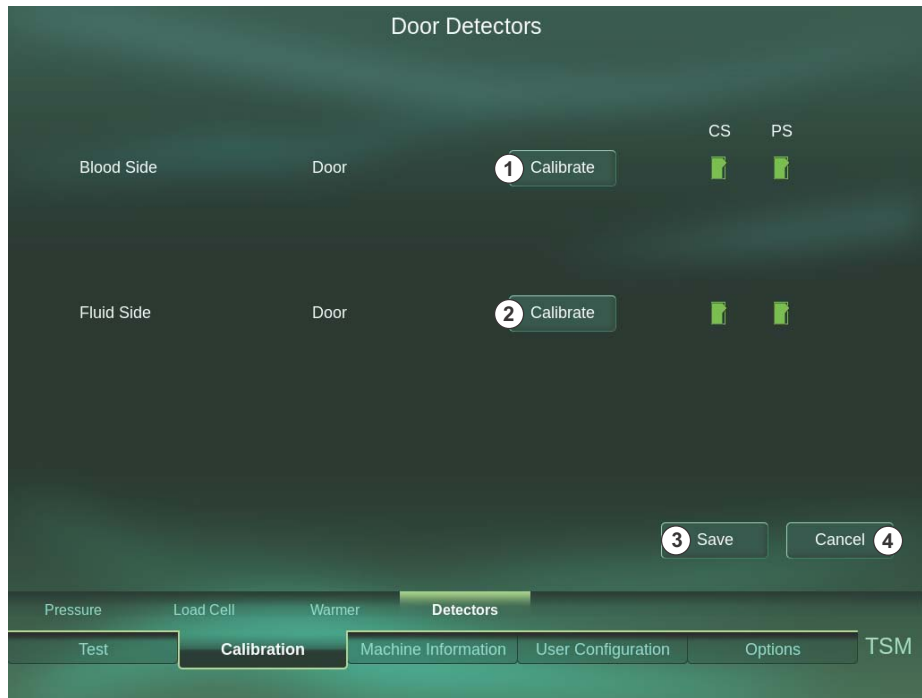 Door Detectors
CS PS
Blood Side Door 1 Calibrate
Fluid Side Door 2 Calibrate
3 Save Cancel 4
Pressure Load Cell Warmer Detectors
Test Calibration Machine Information User Configuration Options TSM